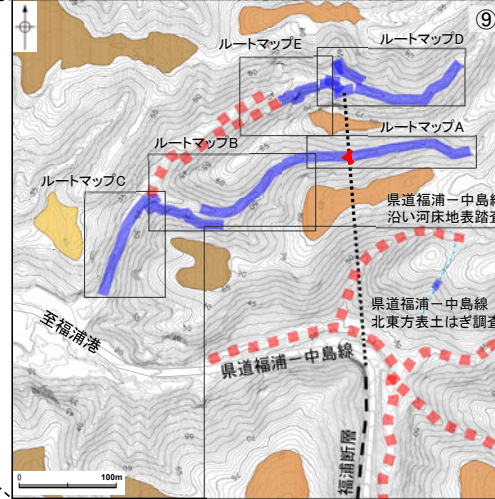 ⑨
ルートマップE
ルートマップD
ルートマップB
ルートマップA
ルートマップC
県道福浦－中島線
沿い河床地表踏査
県道福浦－中島線
北東方表土はぎ調査
至福浦港
県道福浦－中島線
福浦断層
0
100m